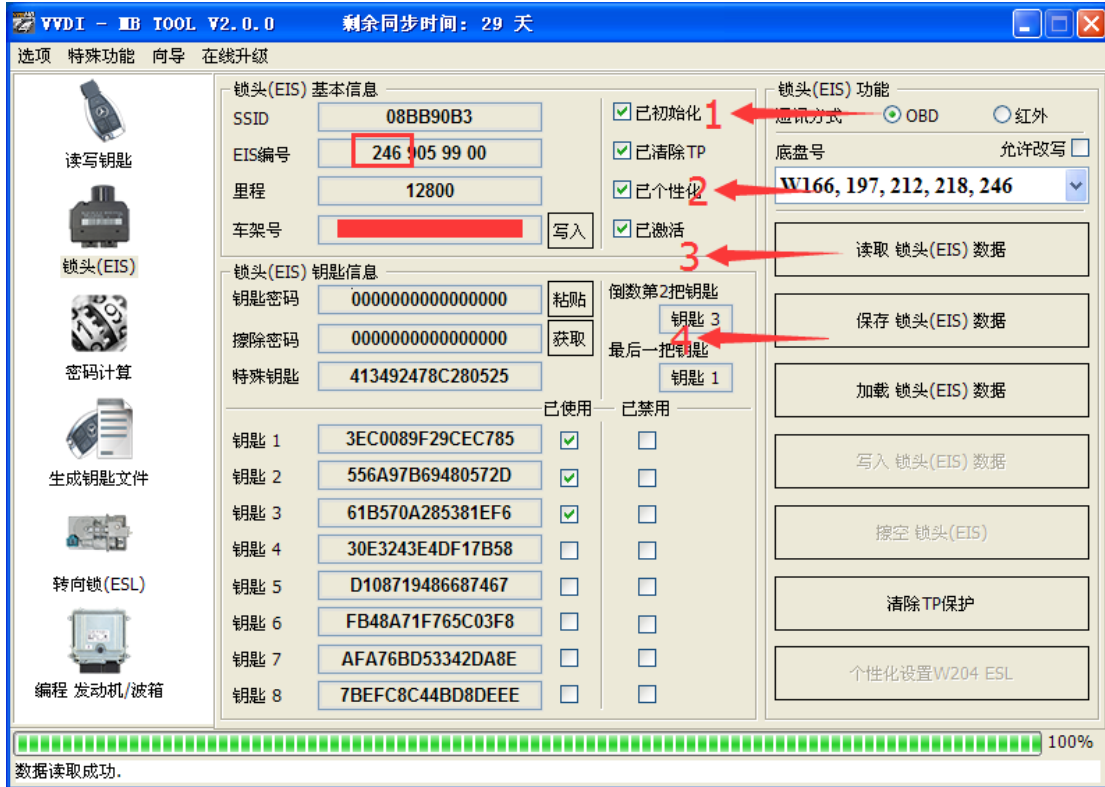 VVDI - MB TOOL V2.0.0 剩余同步时间: 29 天
选项 特殊功能 向导 在线升级
读写钥匙
锁头(EIS)
密码计算
生成钥匙文件
转向锁(ESL)
编程 发动机/波箱
锁头(EIS) 基本信息
SSID 08BB90B3
EIS编号 246 905 99 00
里程 12800
车架号 写入
已初始化
已清除TP
已个性化
已激活
锁头(EIS) 钥匙信息
钥匙密码 0000000000000000 粘贴
擦除密码 0000000000000000 获取
特殊钥匙 413492478C280525
倒数第2把钥匙
钥匙 3
最后一把钥匙
钥匙 1
已使用 已禁用
钥匙 1 3EC0089F29CEC785
钥匙 2 556A97B69480572D
钥匙 3 61B570A285381EF6
钥匙 4 30E3243E4DF17B58
钥匙 5 D108719486687467
钥匙 6 FB48A71F765C03F8
钥匙 7 AFA76BD53342DA8E
钥匙 8 7BEFC8C44BD8DEEE
锁头(EIS) 功能
1
通讯方式 OBD 红外
底盘号 允许改写
2
W166, 197, 212, 218, 246
3
读取 锁头(EIS) 数据
4
保存 锁头(EIS) 数据
加载 锁头(EIS) 数据
写入 锁头(EIS) 数据
擦空 锁头(EIS)
清除TP保护
个性化设置W204 ESL
100%
数据读取成功.